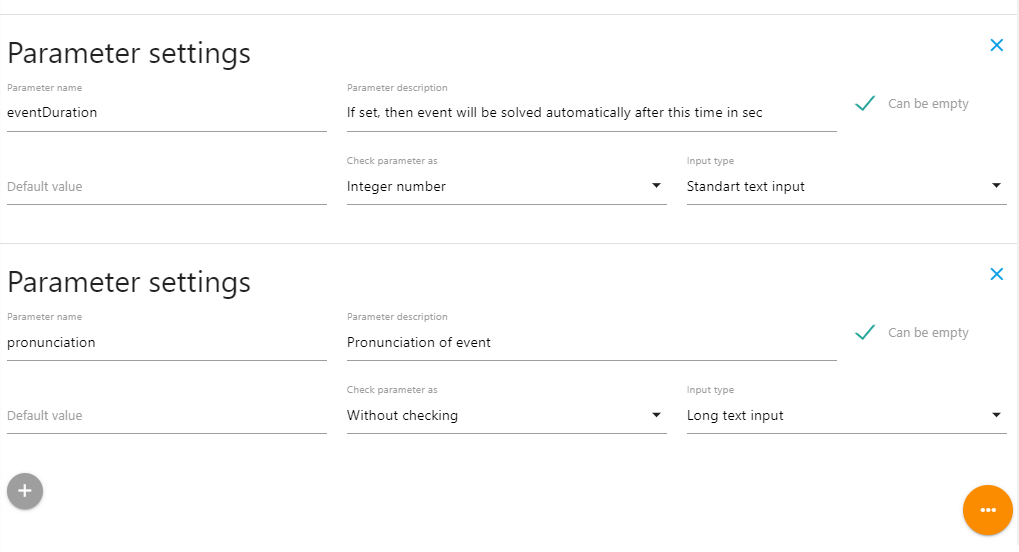 Parameter settings
Parameter name
Parameter description
eventDuration
If set, then event will be solved automatically after this time in sec
Can be empty
Check parameter as
Input type
Default value
Integer number
Standart text input
Parameter settings
Parameter name
Parameter description
pronunciation
Pronunciation of event
Can be empty
Check parameter as
Input type
Default value
Without checking
Long text input